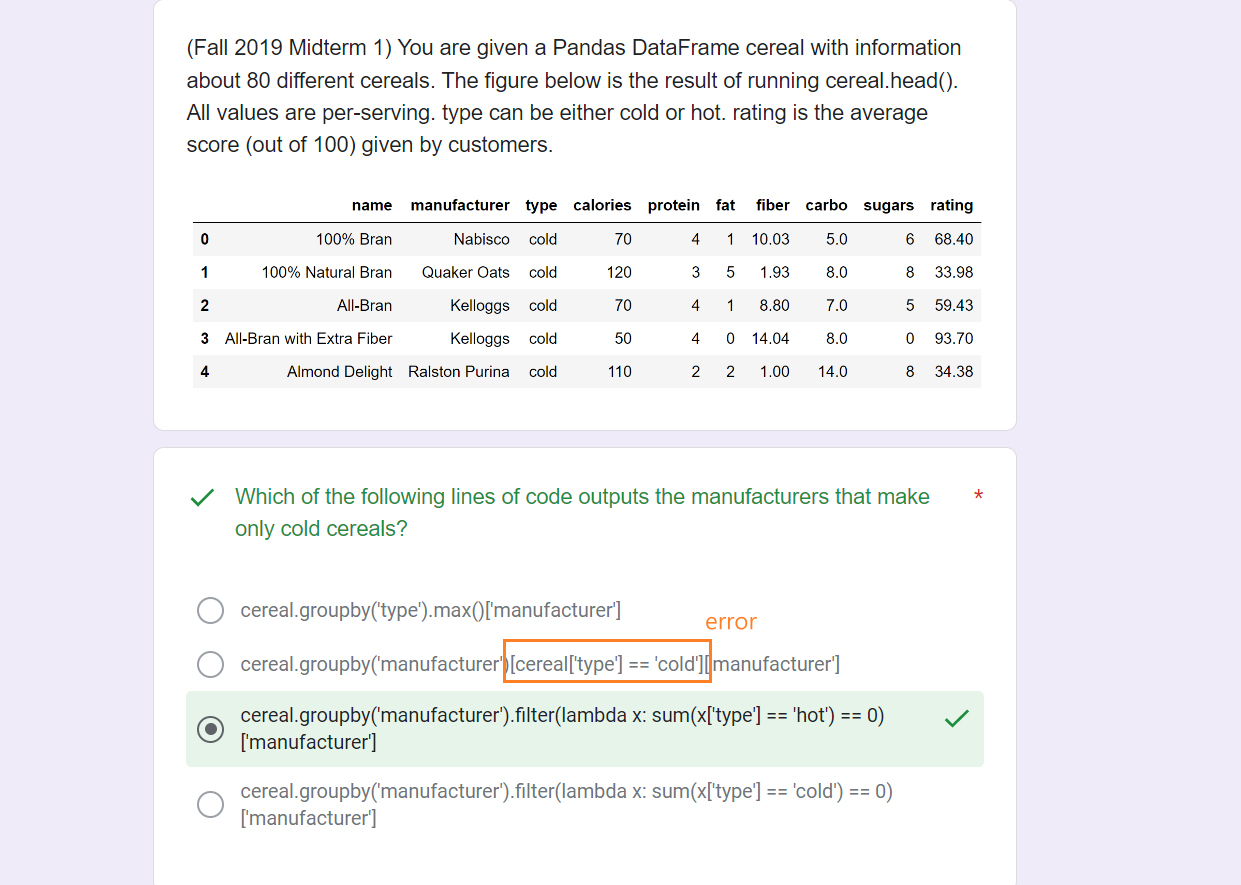 (Fall 2019 Midterm 1) You are given a Pandas DataFrame cereal with information
about 80 different cereals. The figure below is the result of running cereal.head().
All values are per-serving. type can be either cold or hot. rating is the average
score (out of 100) given by customers.
name manufacturer type calories protein fat fiber carbo sugars rating
0 100% Bran Nabisco cold 70 4 1 10.03 5.0 6 68.40
1 100% Natural Bran Quaker Oats cold 120 3 5 1.93 8.0 8 33.98
2 All-Bran Kelloggs cold 70 4 1 8.80 7.0 5 59.43
3 All-Bran with Extra Fiber Kelloggs cold 50 4 0 14.04 8.0 0 93.70
4 Almond Delight Ralston Purina cold 110 2 2 1.00 14.0 8 34.38
Which of the following lines of code outputs the manufacturers that make *
only cold cereals?
cereal.groupby('type').max()['manufacturer']
error
cereal.groupby('manufacturer')[cereal['type'] == 'cold']['manufacturer']
cereal.groupby('manufacturer').filter(lambda x: sum(x['type'] == 'hot') == 0)
['manufacturer']
cereal.groupby('manufacturer').filter(lambda x: sum(x['type'] == 'cold') == 0)
['manufacturer']